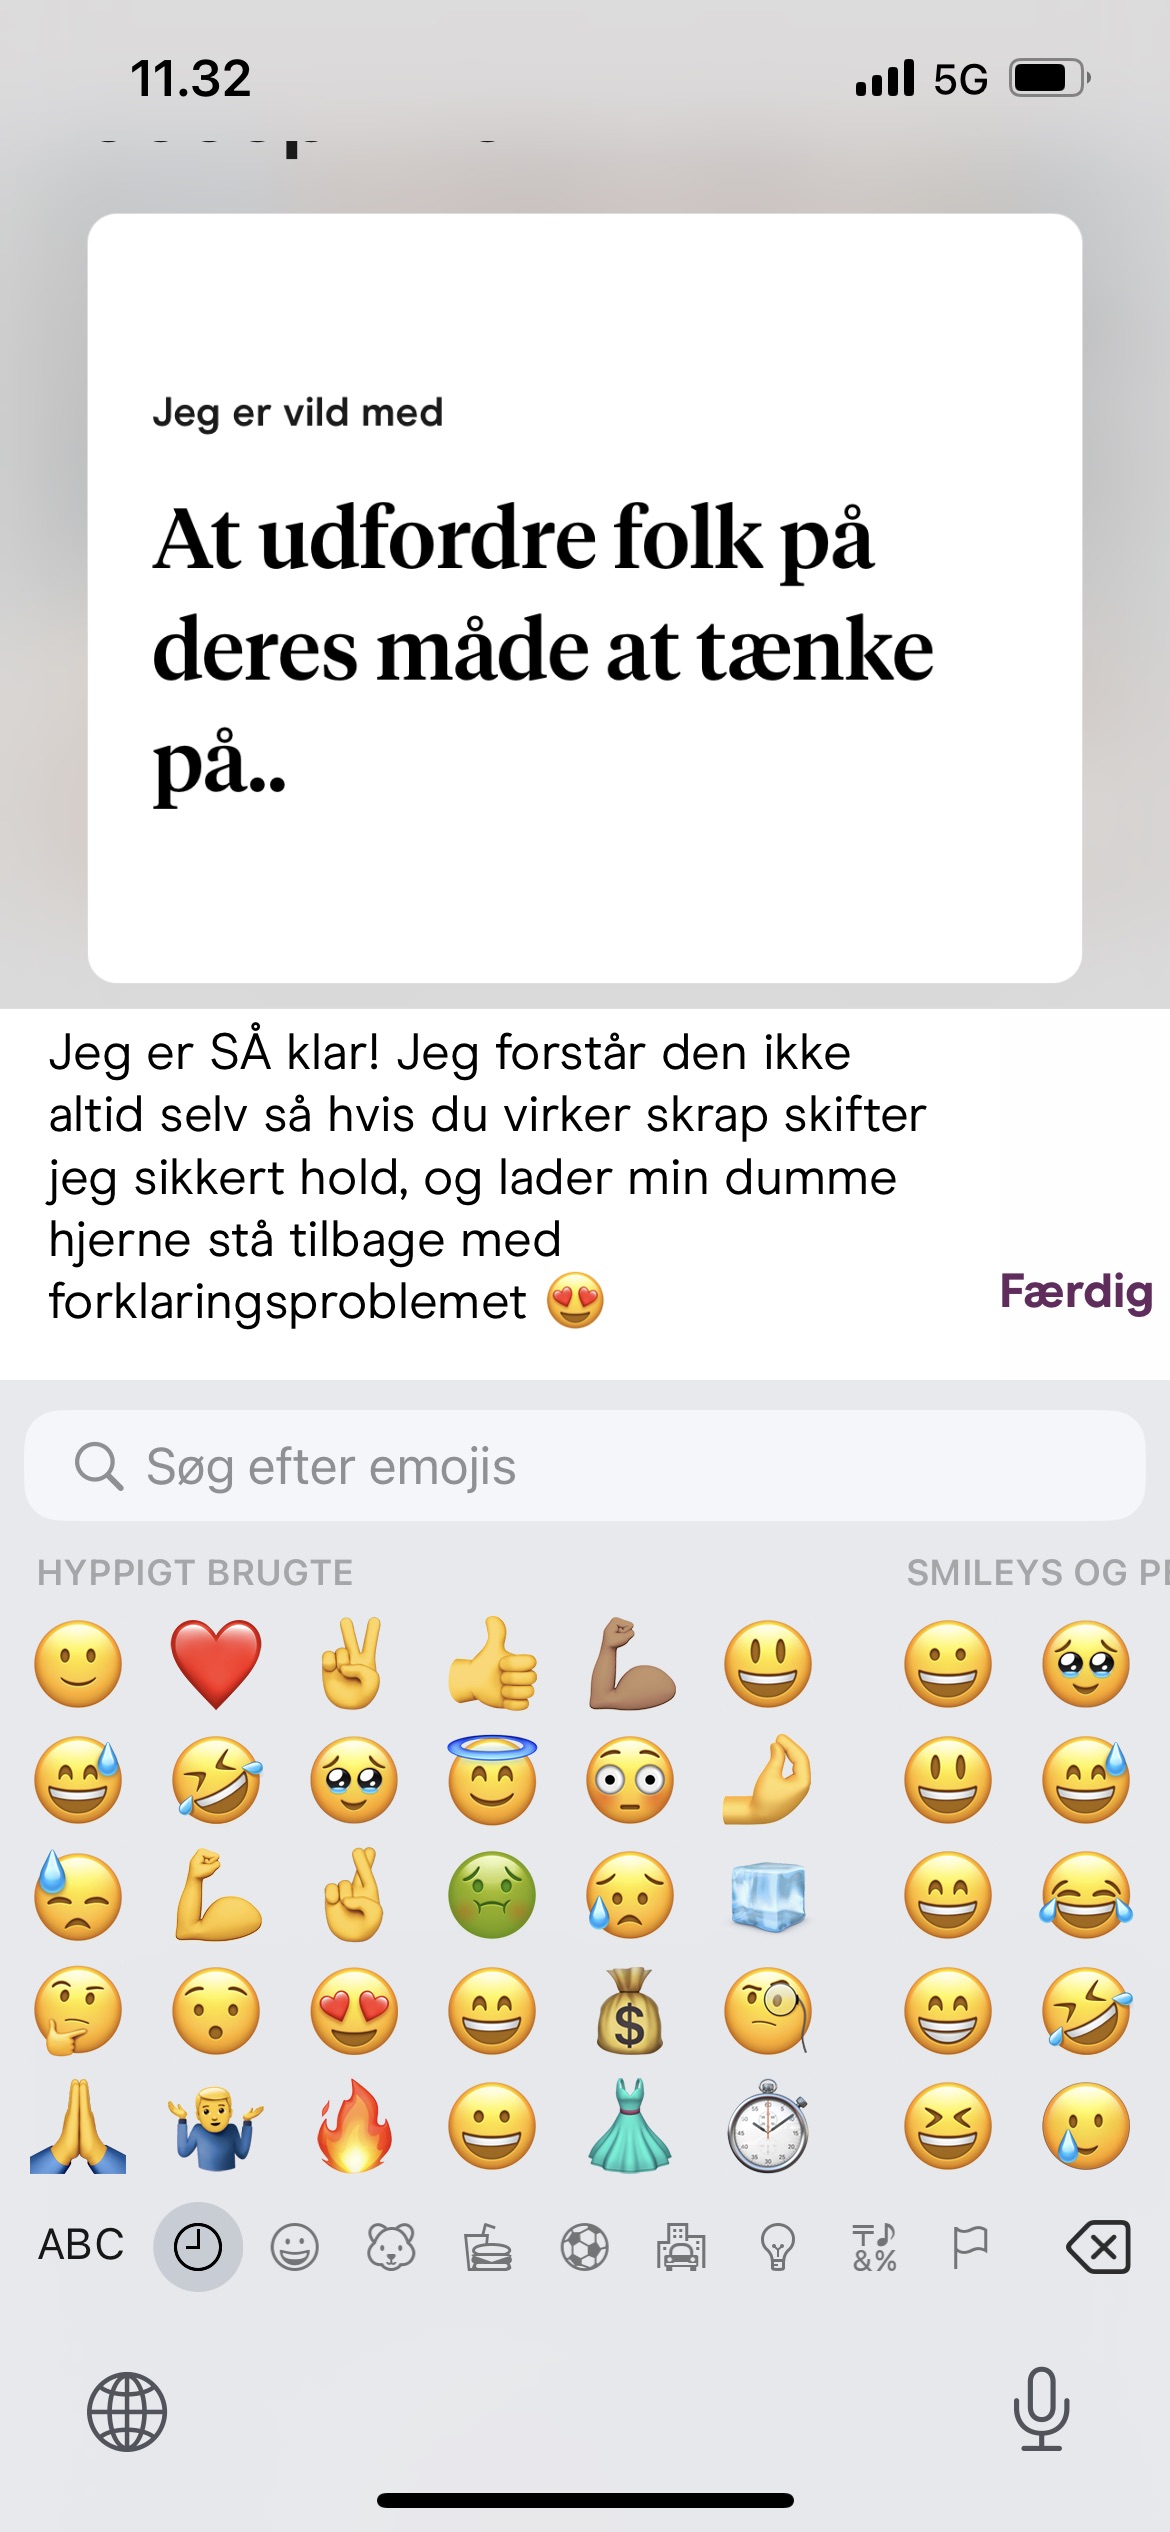 11.32
5G
Jeg er vild med
At udfordre folk på
deres måde at tænke
på..
Jeg er SÅ klar! Jeg forstår den ikke
altid selv så hvis du virker skrap skifter
jeg sikkert hold, og lader min dumme
hjerne stå tilbage med
forklaringsproblemet 😍
Færdig
Søg efter emojis
HYPPIGT BRUGTE
SMILEYS OG PE
ABC